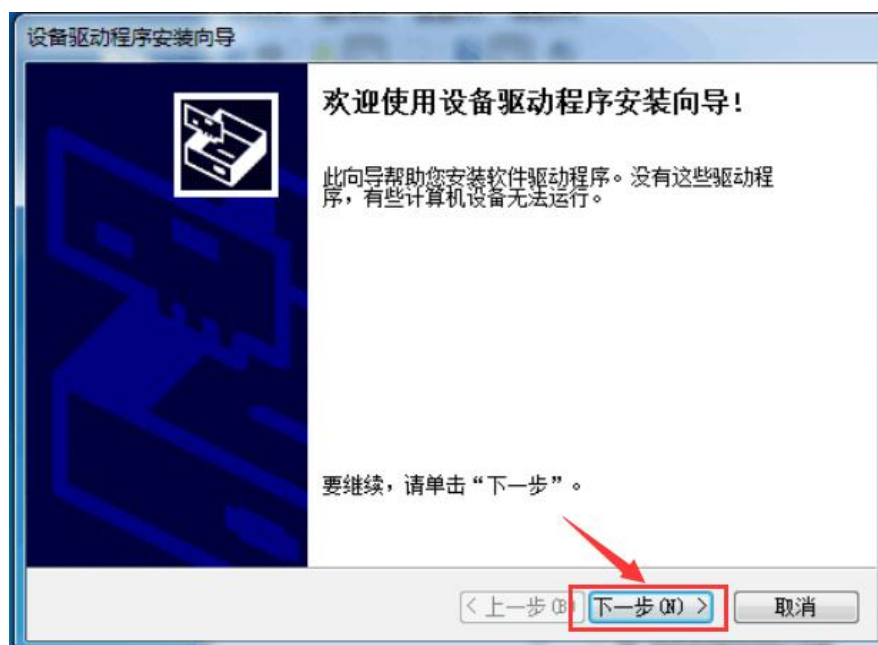 设备驱动程序安装向导
欢迎使用设备驱动程序安装向导!
此向导帮助您安装软件驱动程序。没有这些驱动程
序，有些计算机设备无法运行。
要继续，请单击“下一步”。
< 上一步(B) 下一步(N) > 取消